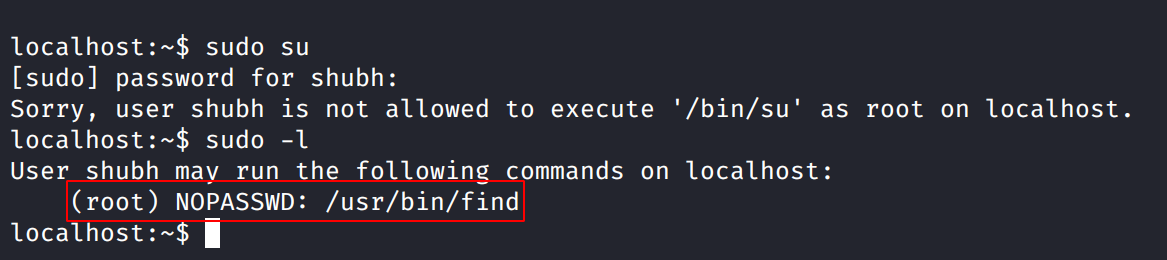 localhost:~$ sudo su
[sudo] password for shubh:
Sorry, user shubh is not allowed to execute '/bin/su' as root on localhost.
localhost:~$ sudo -l
User shubh may run the following commands on localhost:
    (root) NOPASSWD: /usr/bin/find
localhost:~$